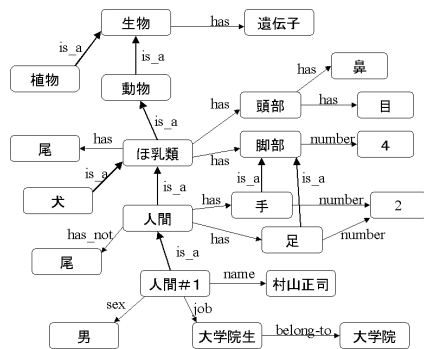 生物
has
遺伝子
is_a
is_a
植物
動物
has
鼻
頭部
has
目
is_a
has
尾
has
ほ乳類
has
脚部
number
4
is_a
犬
is_a
is_a
is_a
人間
has
手
number
2
has_not
has
足
number
尾
is_a
人間#1
name
村山正司
sex
job
男
大学院生
belong-to
大学院